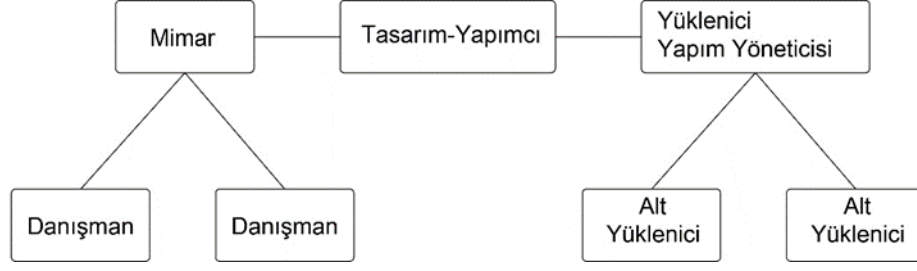 Mimar
Tasarım-Yapımcı
Yüklenici
Yapım Yöneticisi
Danışman
Danışman
Alt
Yüklenici
Alt
Yüklenici